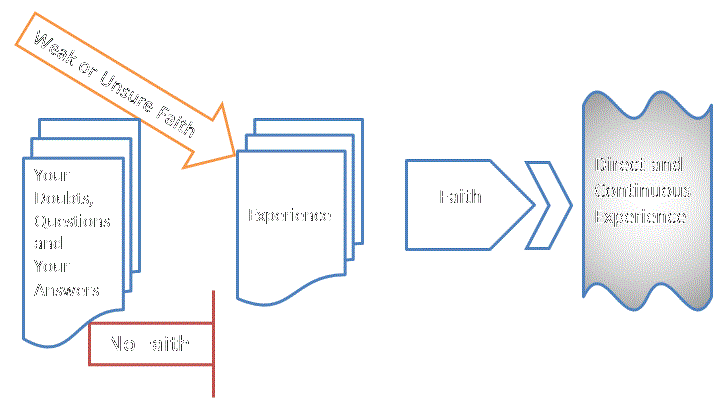 Weak or Unsure Faith
Your
Doubts,
Questions
and
Your
Answers
Experience
Faith
Direct and
Continuous
Experience
No Faith